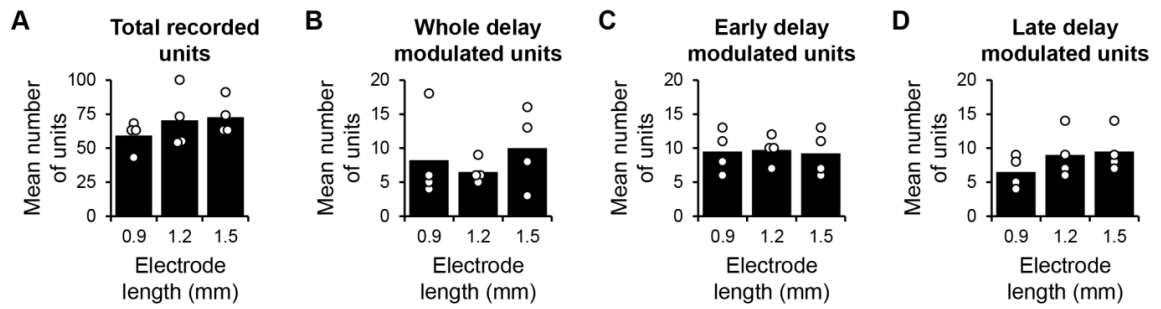 A
Total recorded
units
Mean number
of units
100
75
50
25
0
0.9 1.2 1.5
Electrode
length (mm)
B
Whole delay
modulated units
Mean number
of units
20
15
10
5
0
0.9 1.2 1.5
Electrode
length (mm)
C
Early delay
modulated units
Mean number
of units
20
15
10
5
0
0.9 1.2 1.5
Electrode
length (mm)
D
Late delay
modulated units
Mean number
of units
20
15
10
5
0
0.9 1.2 1.5
Electrode
length (mm)